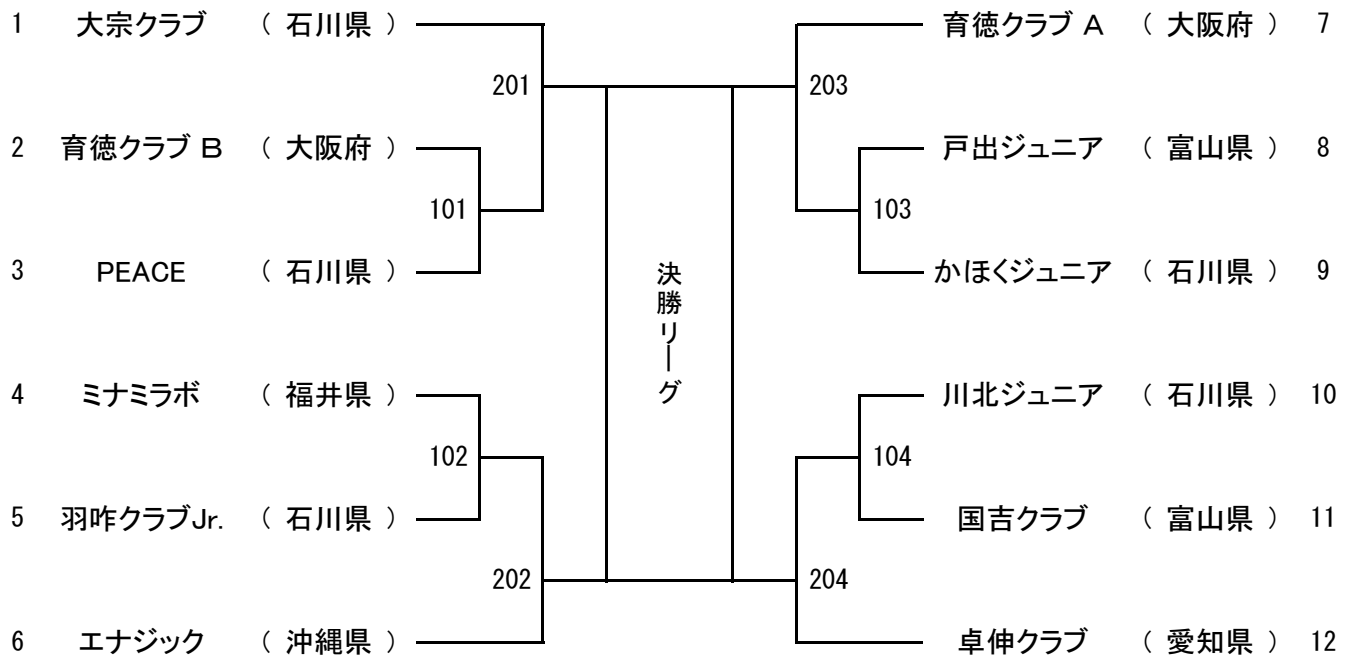 1 大宗クラブ ( 石川県 ) 育徳クラブ A ( 大阪府 ) 7
201 203
2 育徳クラブ B ( 大阪府 ) 戸出ジュニア ( 富山県 ) 8
101 103
3 PEACE ( 石川県 ) かほくジュニア ( 石川県 ) 9
決勝リーグ
4 ミナミラボ ( 福井県 ) 川北ジュニア ( 石川県 ) 10
102 104
5 羽咋クラブJr. ( 石川県 ) 国吉クラブ ( 富山県 ) 11
202 204
6 エナジック ( 沖縄県 ) 卓伸クラブ ( 愛知県 ) 12